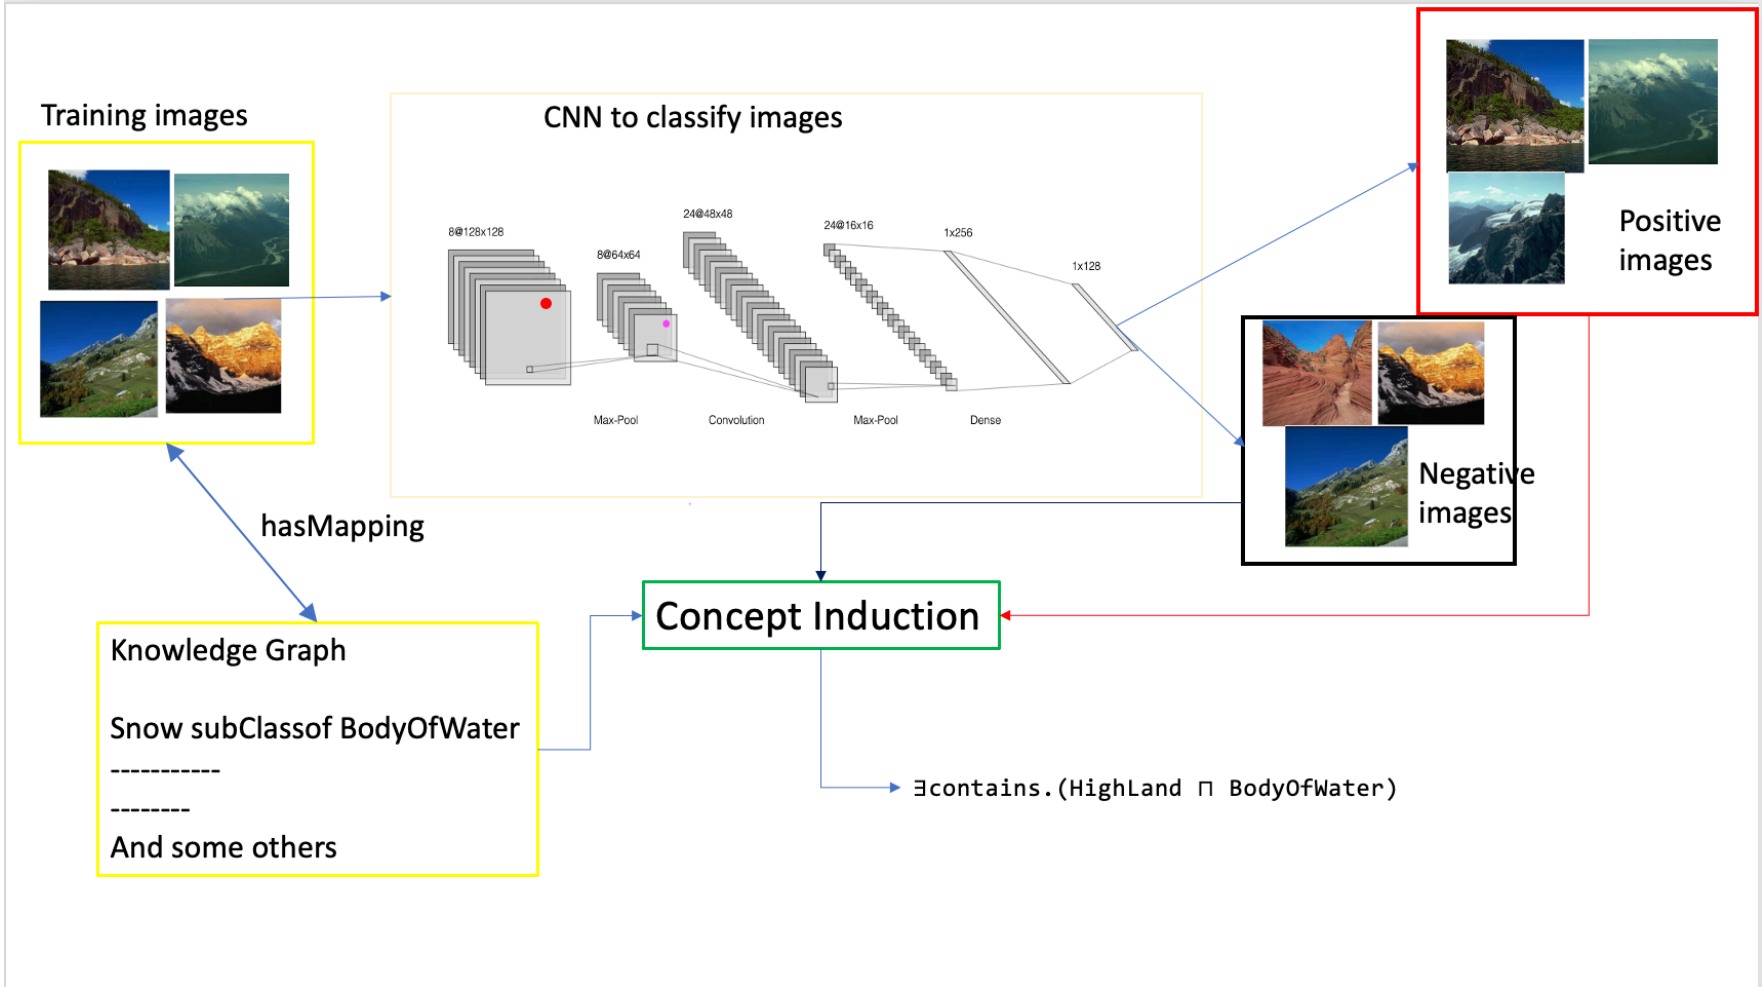 Training images
CNN to classify images
8@128x128
8@64x64
24@48x48
24@16x16
1x256
1x128
Max-Pool
Convolution
Max-Pool
Dense
Positive
images
Negative
images
hasMapping
Concept Induction
Knowledge Graph
Snow subClassof BodyOfWater
-----------
--------
And some others
∃contains.(HighLand ⊓ BodyOfWater)